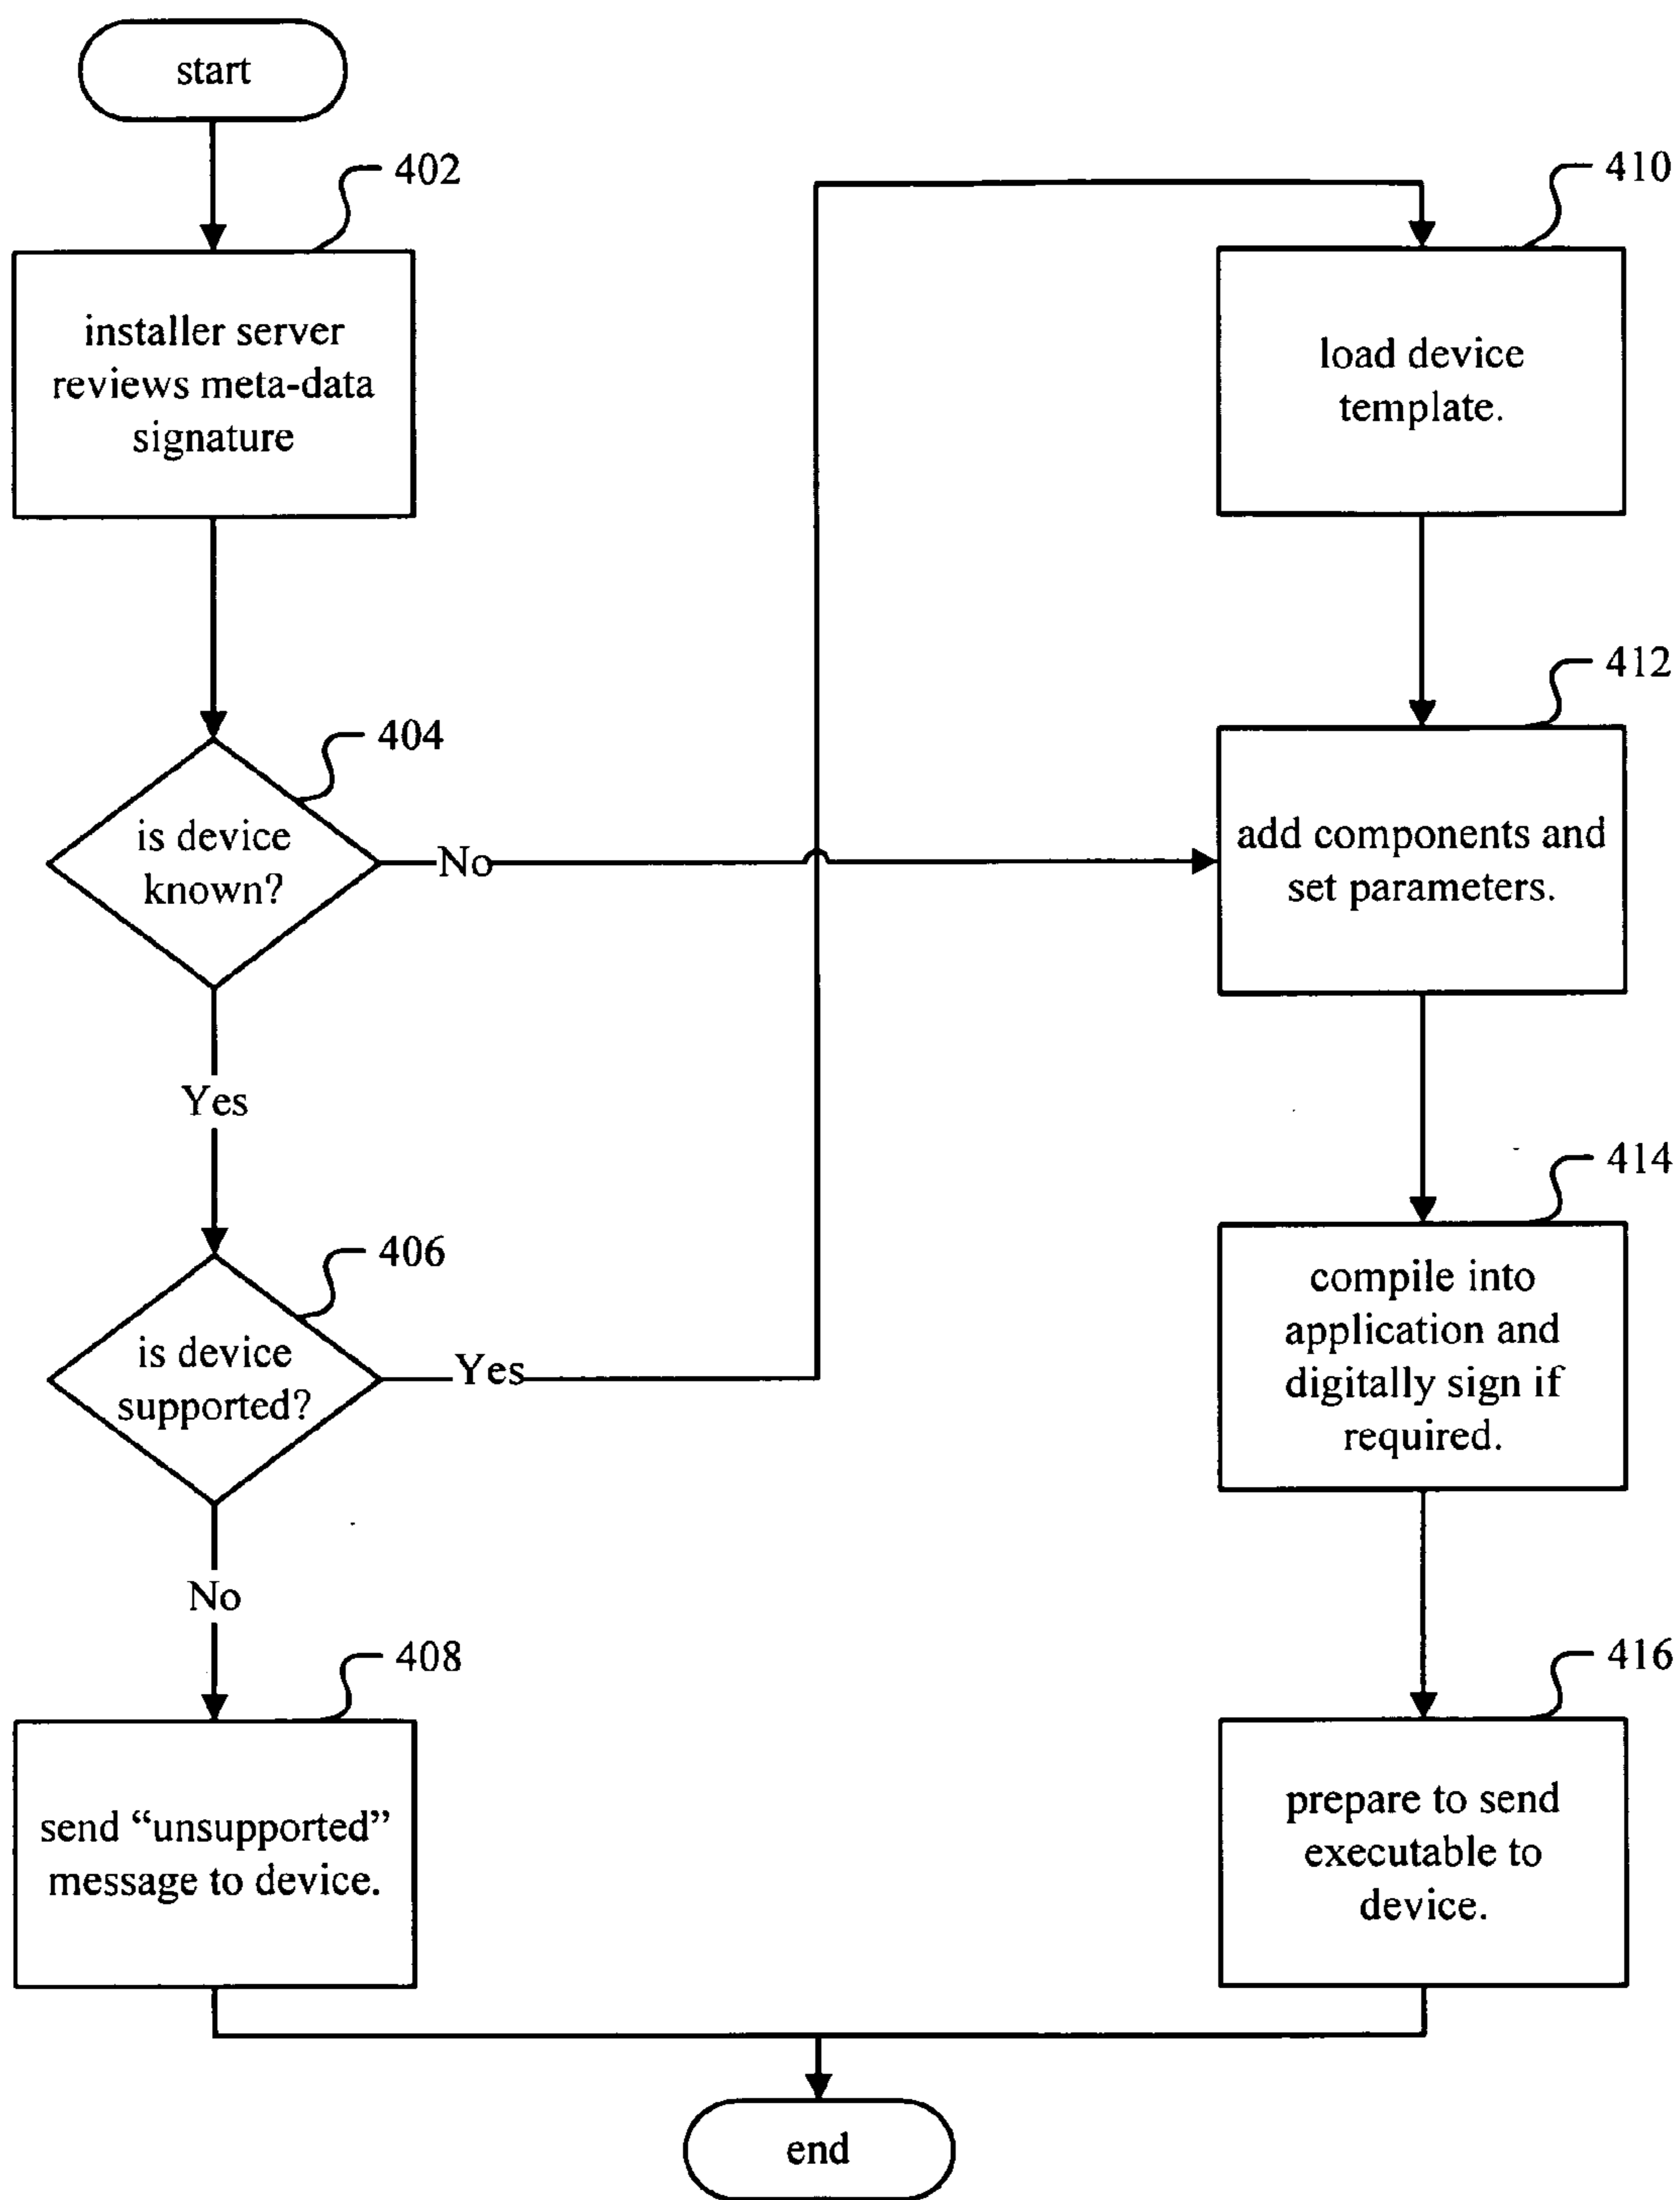 start
402
installer server
reviews meta-data
signature
404
is device
known?
No
Yes
406
is device
supported?
Yes
No
408
send “unsupported”
message to device.
410
load device
template.
412
add components and
set parameters.
414
compile into
application and
digitally sign if
required.
416
prepare to send
executable to
device.
end